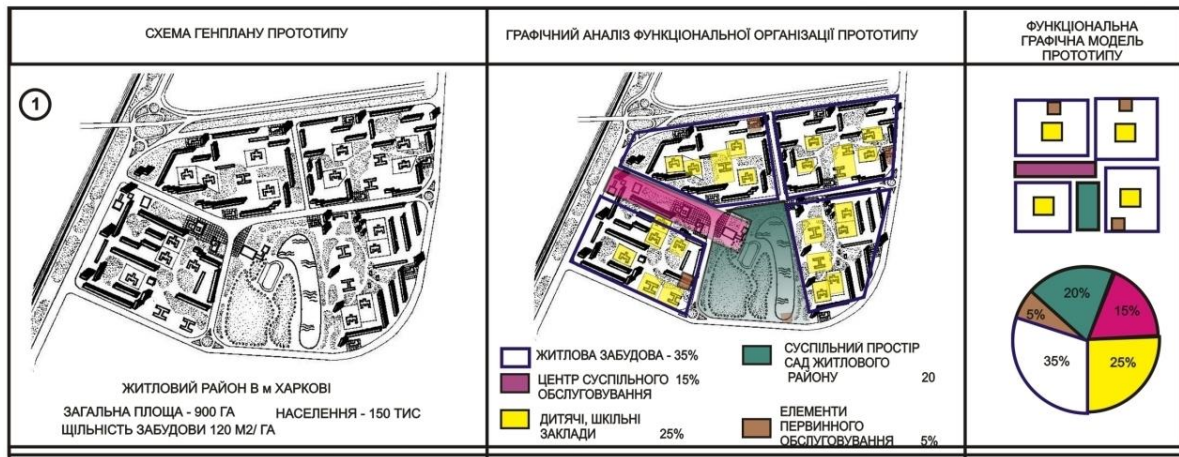 СХЕМА ГЕНПЛАНУ ПРОТОТИПУ
ГРАФІЧНИЙ АНАЛІЗ ФУНКЦІОНАЛЬНОЇ ОРГАНІЗАЦІЇ ПРОТОТИПУ
ФУНКЦІОНАЛЬНА
ГРАФІЧНА МОДЕЛЬ
ПРОТОТИПУ
1
ЖИТЛОВИЙ РАЙОН В м ХАРКОВІ
ЗАГАЛЬНА ПЛОЩА - 900 ГА НАСЕЛЕННЯ - 150 ТИС
ЩІЛЬНІСТЬ ЗАБУДОВИ 120 М2/ ГА
ЖИТЛОВА ЗАБУДОВА - 35%
ЦЕНТР СУСПІЛЬНОГО 15%
ОБСЛУГОВУВАННЯ
ДИТЯЧІ, ШКІЛЬНІ
ЗАКЛАДИ 25%
СУСПІЛЬНИЙ ПРОСТІР
САД ЖИТЛОВОГО
РАЙОНУ 20
ЕЛЕМЕНТИ
ПЕРВИННОГО
ОБСЛУГОВУВАННЯ 5%
20%
15%
5%
35%
25%